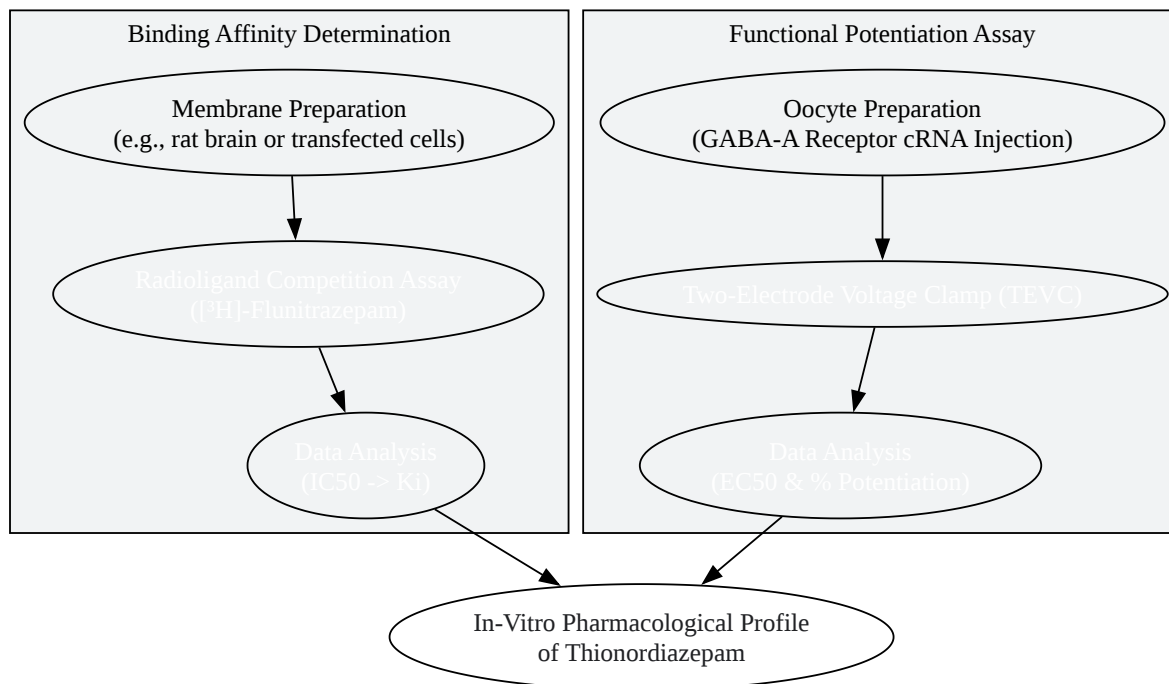 Binding Affinity Determination
Membrane Preparation
(e.g., rat brain or transfected cells)
Radioligand Competition Assay
([³H]-Flunitrazepam)
Data Analysis
(IC50 -> Ki)
Functional Potentiation Assay
Oocyte Preparation
(GABA-A Receptor cRNA Injection)
Two-Electrode Voltage Clamp (TEVC)
Data Analysis
(EC50 & % Potentiation)
In-Vitro Pharmacological Profile
of Thionordiazepam